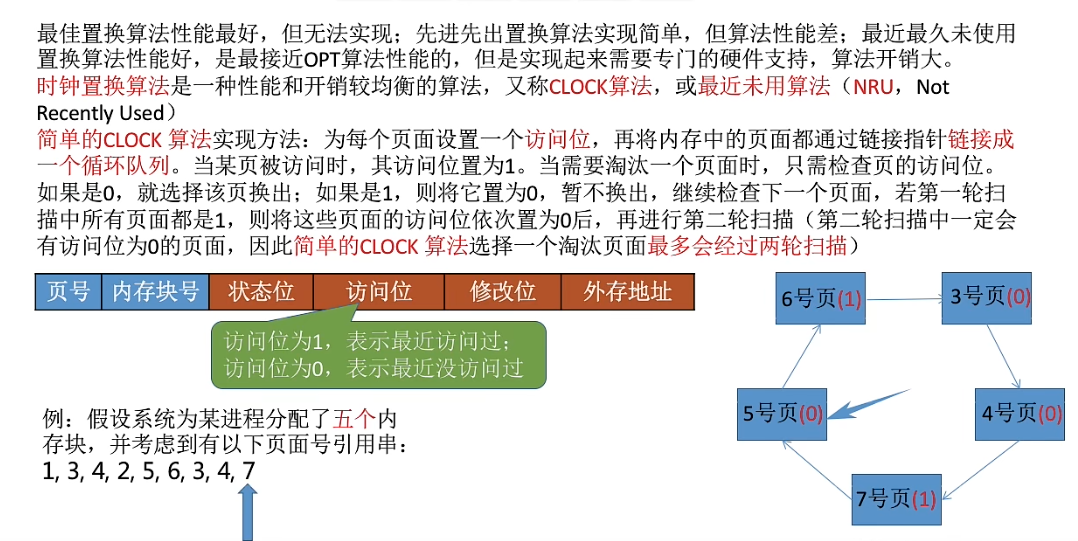 最佳置换算法性能最好，但无法实现；先进先出置换算法实现简单，但算法性能差；最近最久未使用
置换算法性能好，是最接近OPT算法性能的，但是实现起来需要专门的硬件支持，算法开销大。
时钟置换算法是一种性能和开销较均衡的算法，又称CLOCK算法，或最近未用算法（NRU，Not
Recently Used）
简单的CLOCK 算法实现方法：为每个页面设置一个访问位，再将内存中的页面都通过链接指针链接成
一个循环队列。当某页被访问时，其访问位置为1。当需要淘汰一个页面时，只需检查页的访问位。
如果是0，就选择该页换出；如果是1，则将它置为0，暂不换出，继续检查下一个页面，若第一轮扫
描中所有页面都是1，则将这些页面的访问位依次置为0后，再进行第二轮扫描（第二轮扫描中一定会
有访问位为0的页面，因此简单的CLOCK 算法选择一个淘汰页面最多会经过两轮扫描）
页号 内存块号 状态位 访问位 修改位 外存地址
访问位为1，表示最近访问过；
访问位为0，表示最近没访问过
例：假设系统为某进程分配了五个内
存块，并考虑到有以下页面号引用串：
1, 3, 4, 2, 5, 6, 3, 4, 7
6号页(1)
3号页(0)
5号页(0)
4号页(0)
7号页(1)